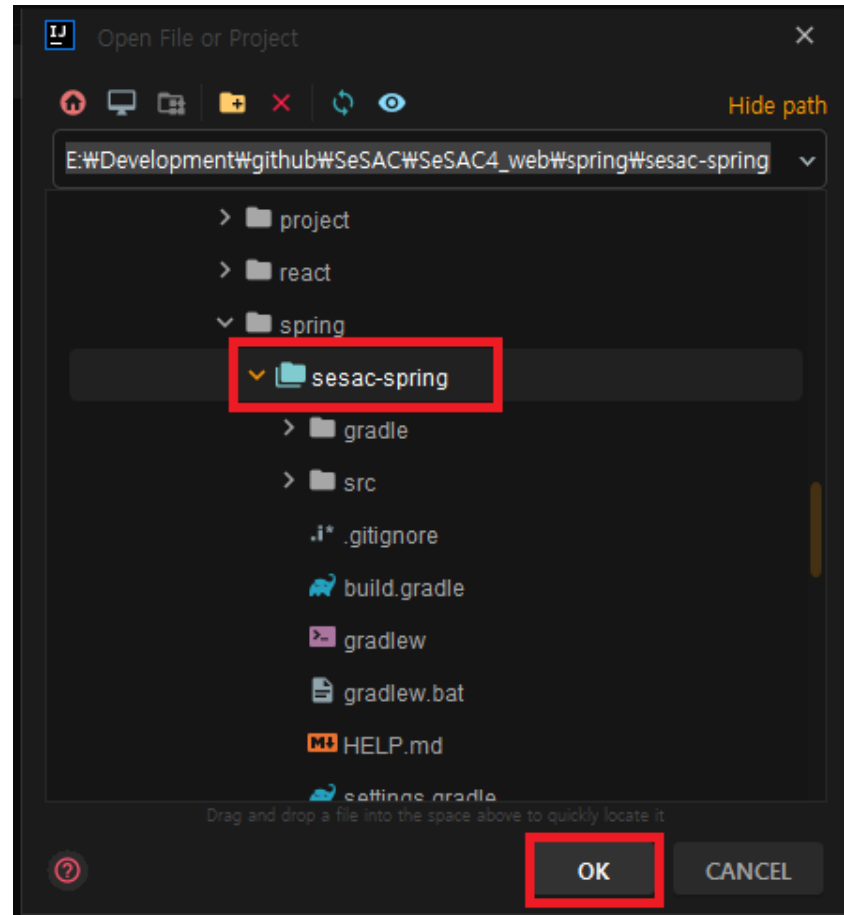 IJ
Open File or Project
Hide path
E:₩Development₩github₩SeSAC₩SeSAC4_web₩spring₩sesac-spring
project
react
spring
sesac-spring
gradle
src
.i* .gitignore
build.gradle
gradlew
gradlew.bat
M↓ HELP.md
settings.gradle
Drag and drop a file into the space above to quickly locate it
? OK CANCEL